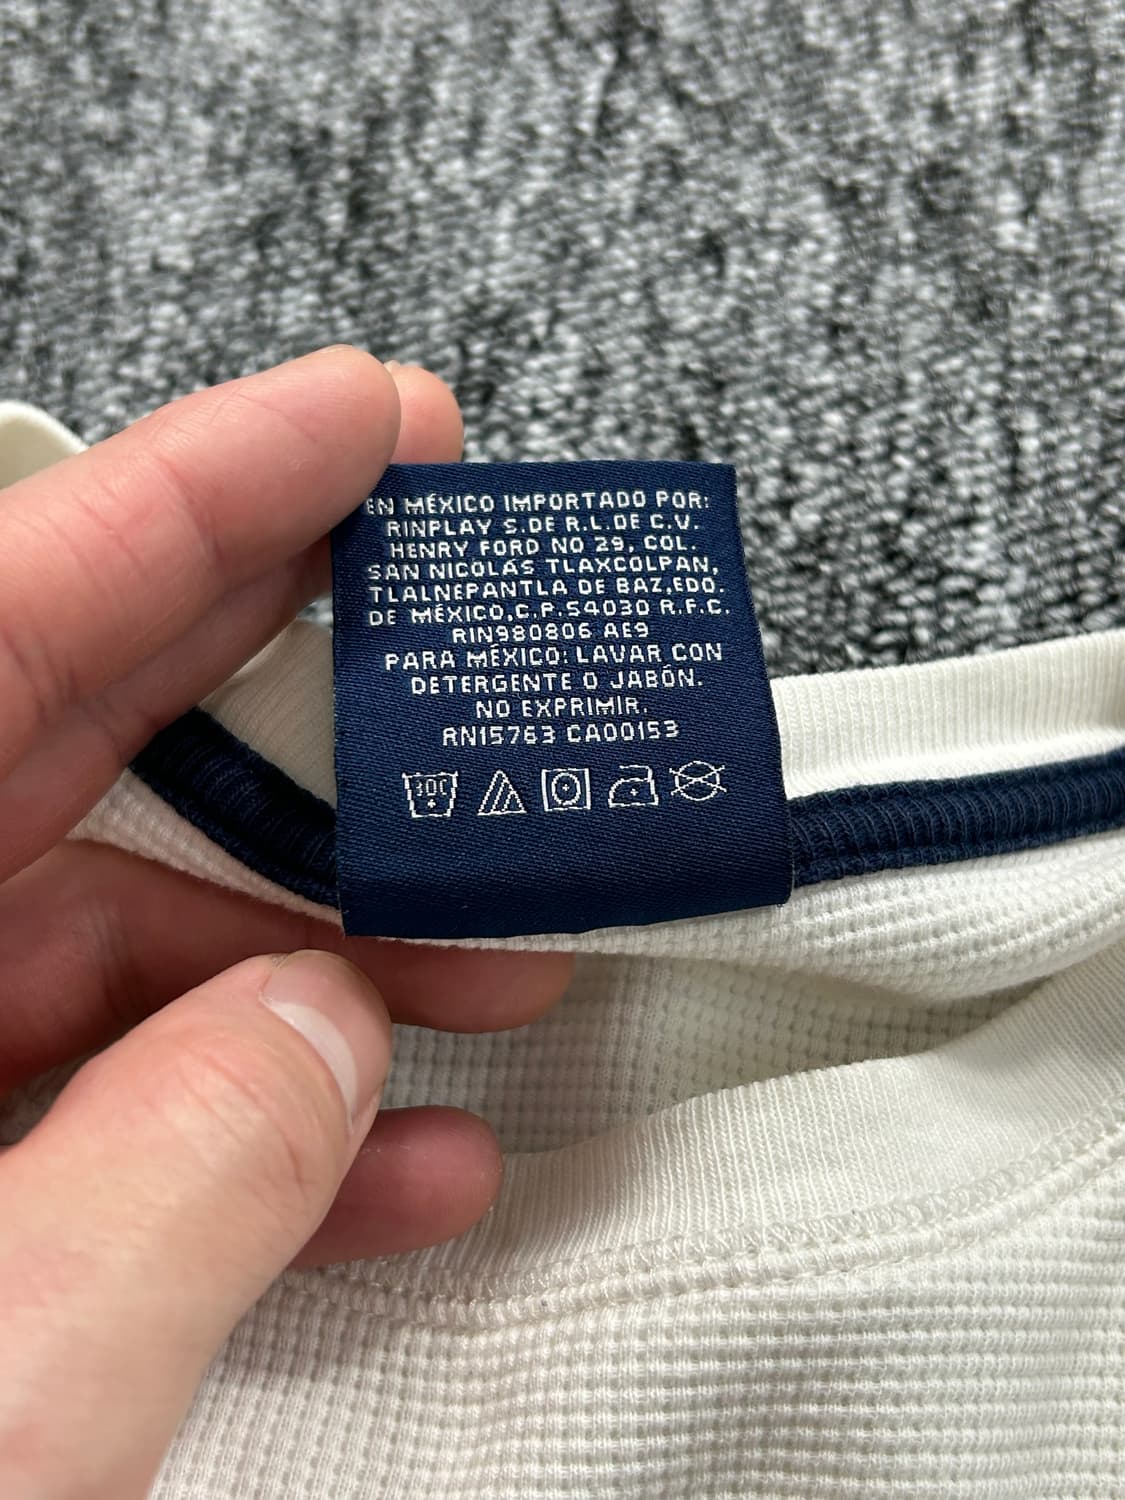 EN MÉXICO IMPORTADO POR:
RINPLAY S.DE R.L.DE C.V.
HENRY FORD NO 29, COL.
SAN NICOLÁS TLAXCOLPAN,
TLALNEPANTLA DE BAZ,EDO.
DE MÉXICO,C.P.54030 R.F.C.
RIN980806 AE9
PARA MÉXICO: LAVAR CON
DETERGENTE O JABÓN.
NO EXPRIMIR.
RN15763 CA00153
30C